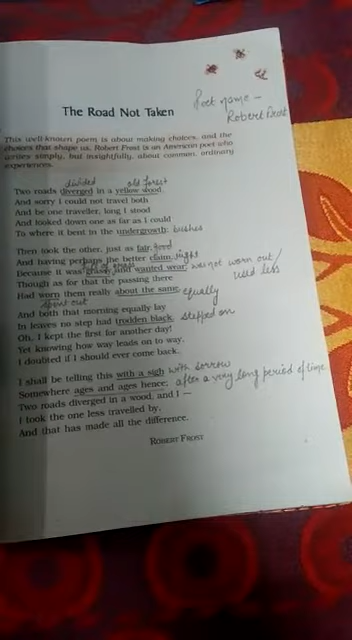 Poet name -
Robert Frost
The Road Not Taken
This well-known poem is about making choices, and the
choices that shape us. Robert Frost is an American poet who
writes simply, but insightfully, about common, ordinary
experiences.
divided old forest
Two roads diverged in a yellow wood,
And sorry I could not travel both
And be one traveller, long I stood
And looked down one as far as I could
To where it bent in the undergrowth; bushes
Then took the other, just as fair, good
And having perhaps the better claim, right
full of grass was not worn out/
Because it was grassy and wanted wear; used less
Though as for that the passing there
Had worn them really about the same, equally
And both that morning equally lay
In leaves no step had trodden black. stepped on
Oh, I kept the first for another day!
Yet knowing how way leads on to way,
I doubted if I should ever come back.
I shall be telling this with a sigh with sorrow
Somewhere ages and ages hence: after a very long period of time
Two roads diverged in a wood, and I —
I took the one less travelled by,
And that has made all the difference.
ROBERT FROST